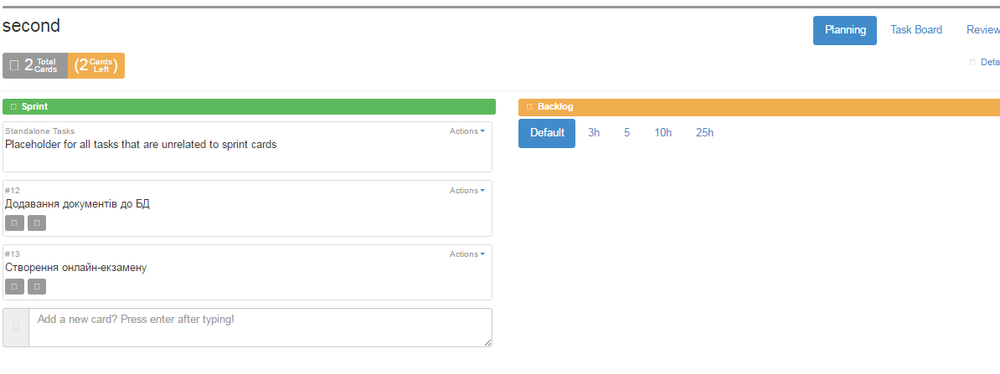 second
Planning Task Board Review
2 Total Cards (2 Cards Left)
Deta
Sprint
Standalone Tasks Actions
Placeholder for all tasks that are unrelated to sprint cards
#12 Actions
Додавання документів до БД
#13 Actions
Створення онлайн-екзамену
Add a new card? Press enter after typing!
Backlog
Default 3h 5 10h 25h